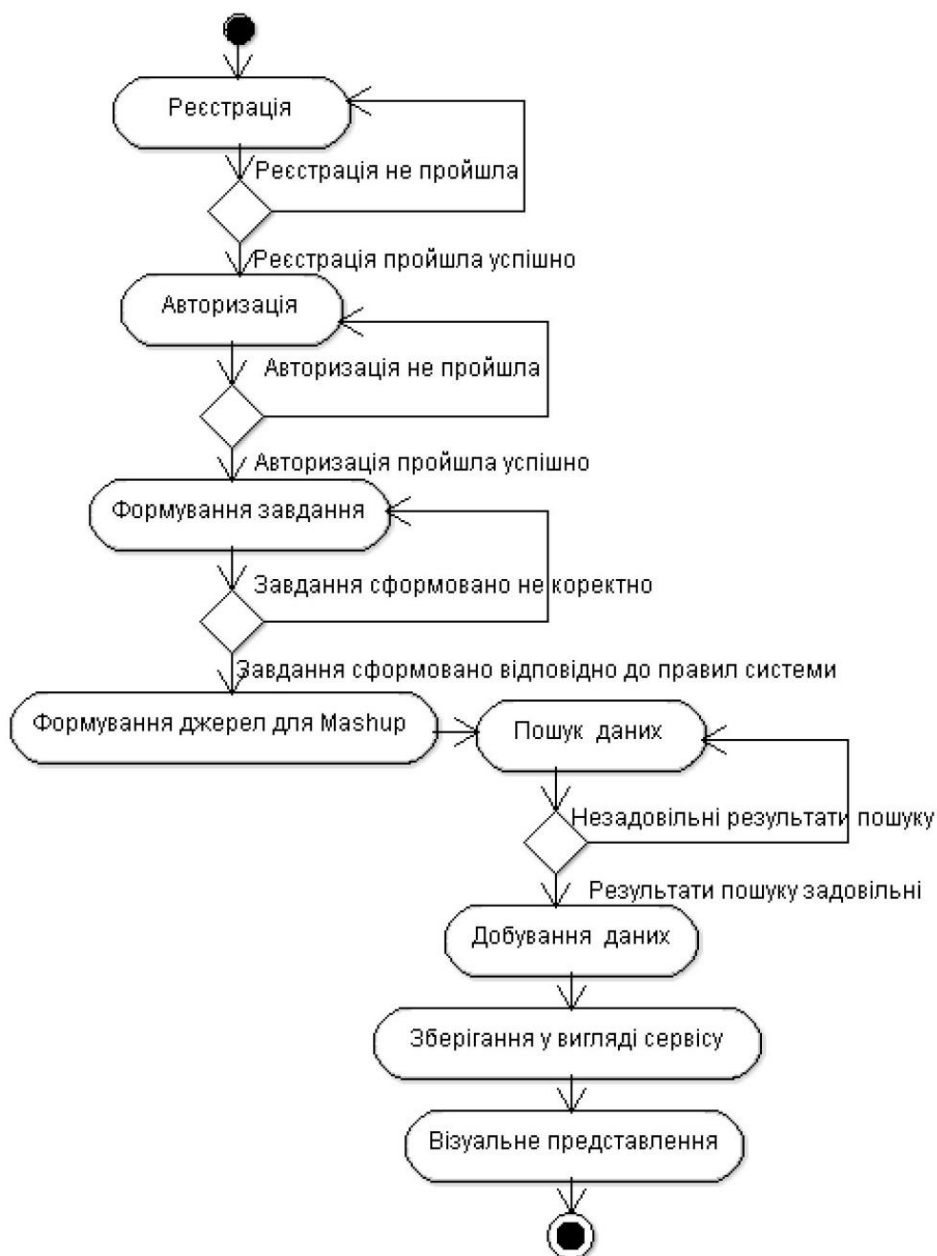 Реєстрація
Реєстрація не пройшла
Реєстрація пройшла успішно
Авторизація
Авторизація не пройшла
Авторизація пройшла успішно
Формування завдання
Завдання сформовано не коректно
Завдання сформовано відповідно до правил системи
Формування джерел для Mashup
Пошук даних
Незадовільні результати пошуку
Результати пошуку задовільні
Добування даних
Зберігання у вигляді сервісу
Візуальне представлення